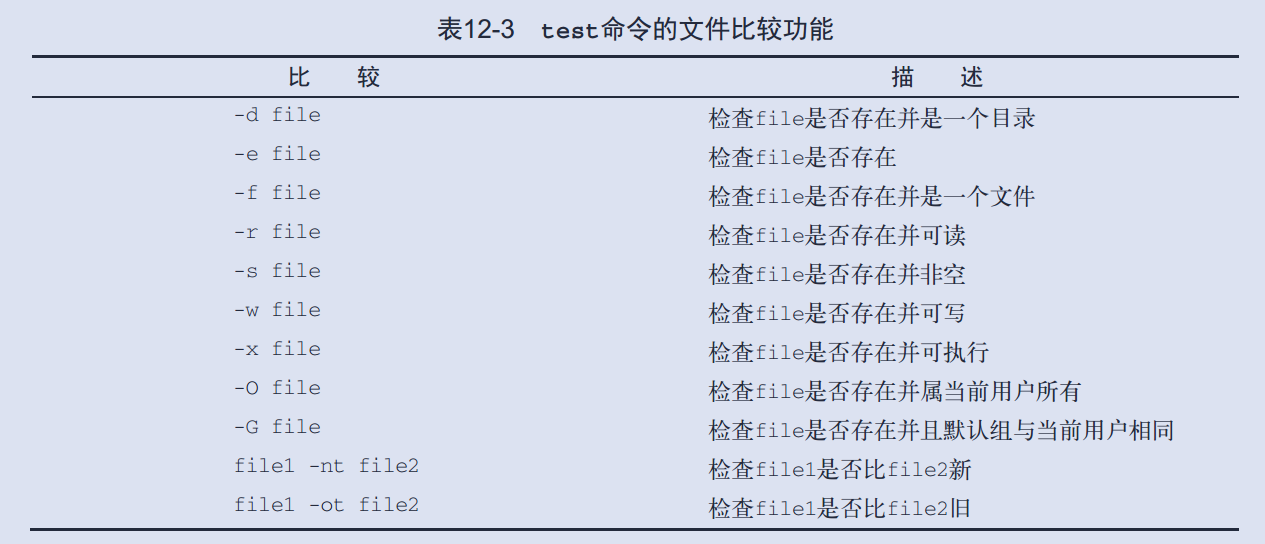 表12-3 test命令的文件比较功能
比 较 描 述
-d file 检查file是否存在并是一个目录
-e file 检查file是否存在
-f file 检查file是否存在并是一个文件
-r file 检查file是否存在并可读
-s file 检查file是否存在并非空
-w file 检查file是否存在并可写
-x file 检查file是否存在并可执行
-O file 检查file是否存在并属当前用户所有
-G file 检查file是否存在并且默认组与当前用户相同
file1 -nt file2 检查file1是否比file2新
file1 -ot file2 检查file1是否比file2旧